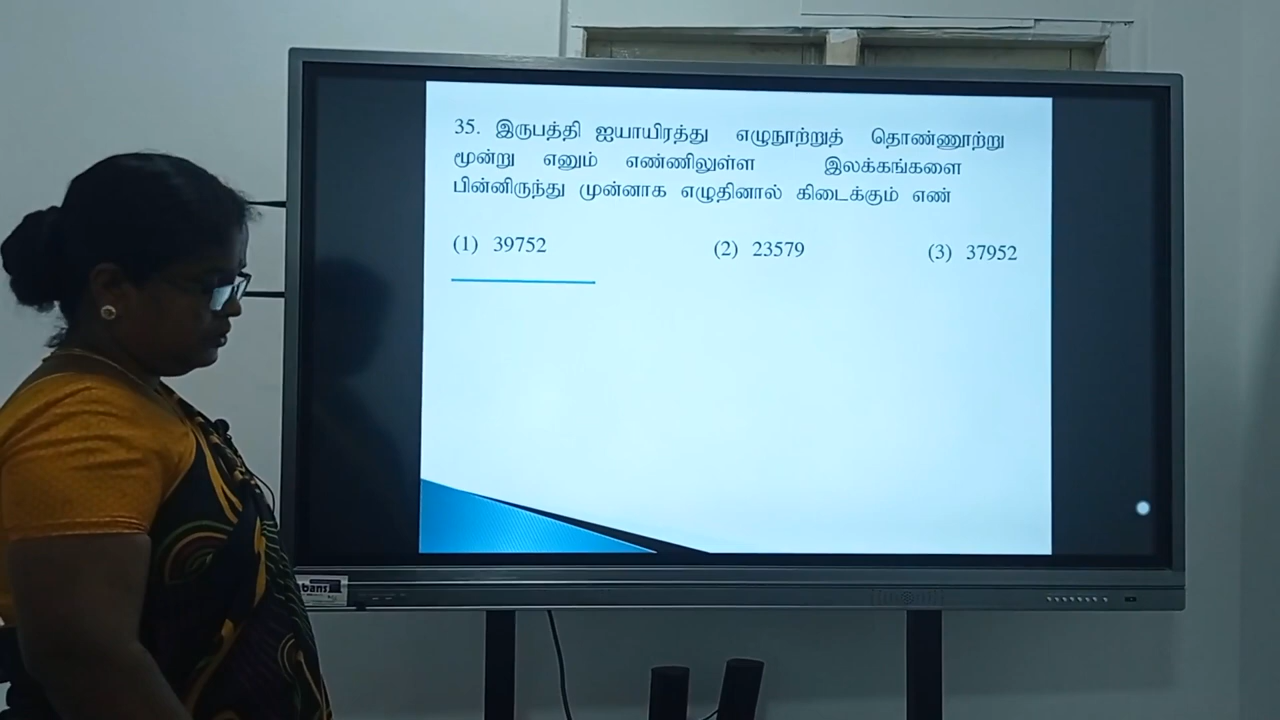 35. இருபத்தி ஐயாயிரத்து எழுநூற்றுத் தொண்ணூற்று
மூன்று எனும் எண்ணிலுள்ள இலக்கங்களை
பின்னிருந்து முன்னாக எழுதினால் கிடைக்கும் எண்
(1) 39752 (2) 23579 (3) 37952
bans